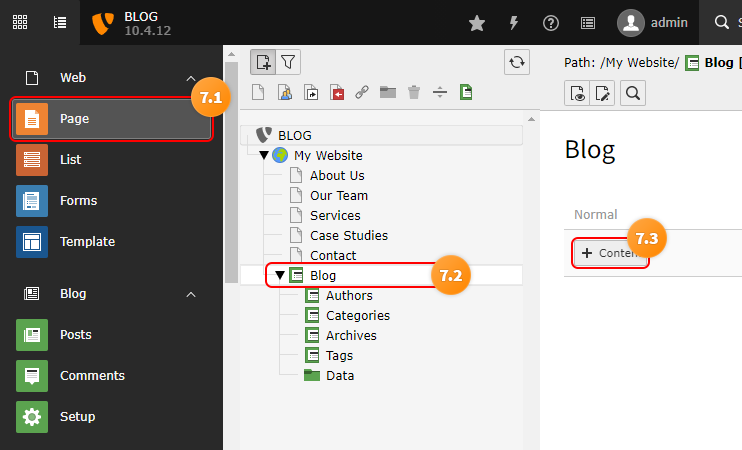 BLOG
10.4.12
admin
S
Web
7.1
Page
List
Forms
Template
Blog
Posts
Comments
Setup
BLOG
My Website
About Us
Our Team
Services
Case Studies
Contact
Blog
7.2
Authors
Categories
Archives
Tags
Data
Path: /My Website/ Blog [
Blog
Normal
7.3
+ Conten